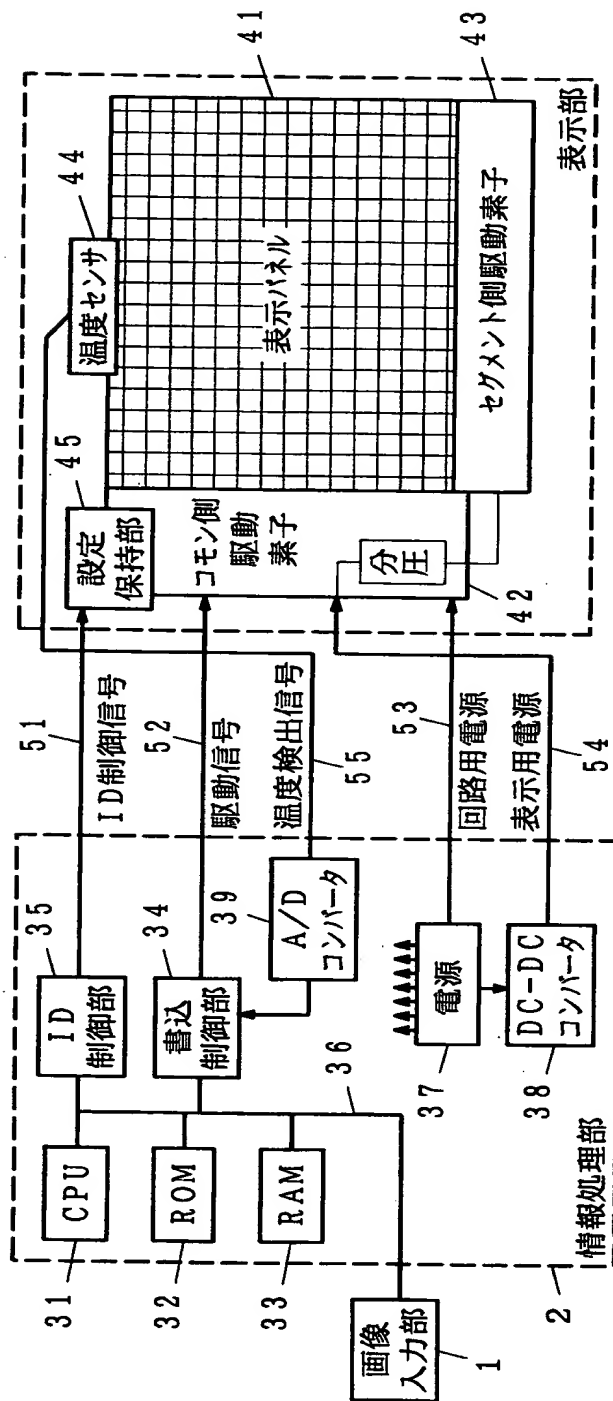 画像
入力部
1
情報処理部
2
CPU
31
ROM
32
RAM
33
ID
制御部
35
書込
制御部
34
A/D
コンバータ
39
36
電源
37
DC-DC
コンバータ
38
51
ID制御信号
52
駆動信号
温度検出信号
55
53
回路用電源
表示用電源
54
設定
保持部
45
温度センサ
44
コモン側
駆動
素子
分圧
42
表示パネル
41
セグメント側駆動素子
43
表示部